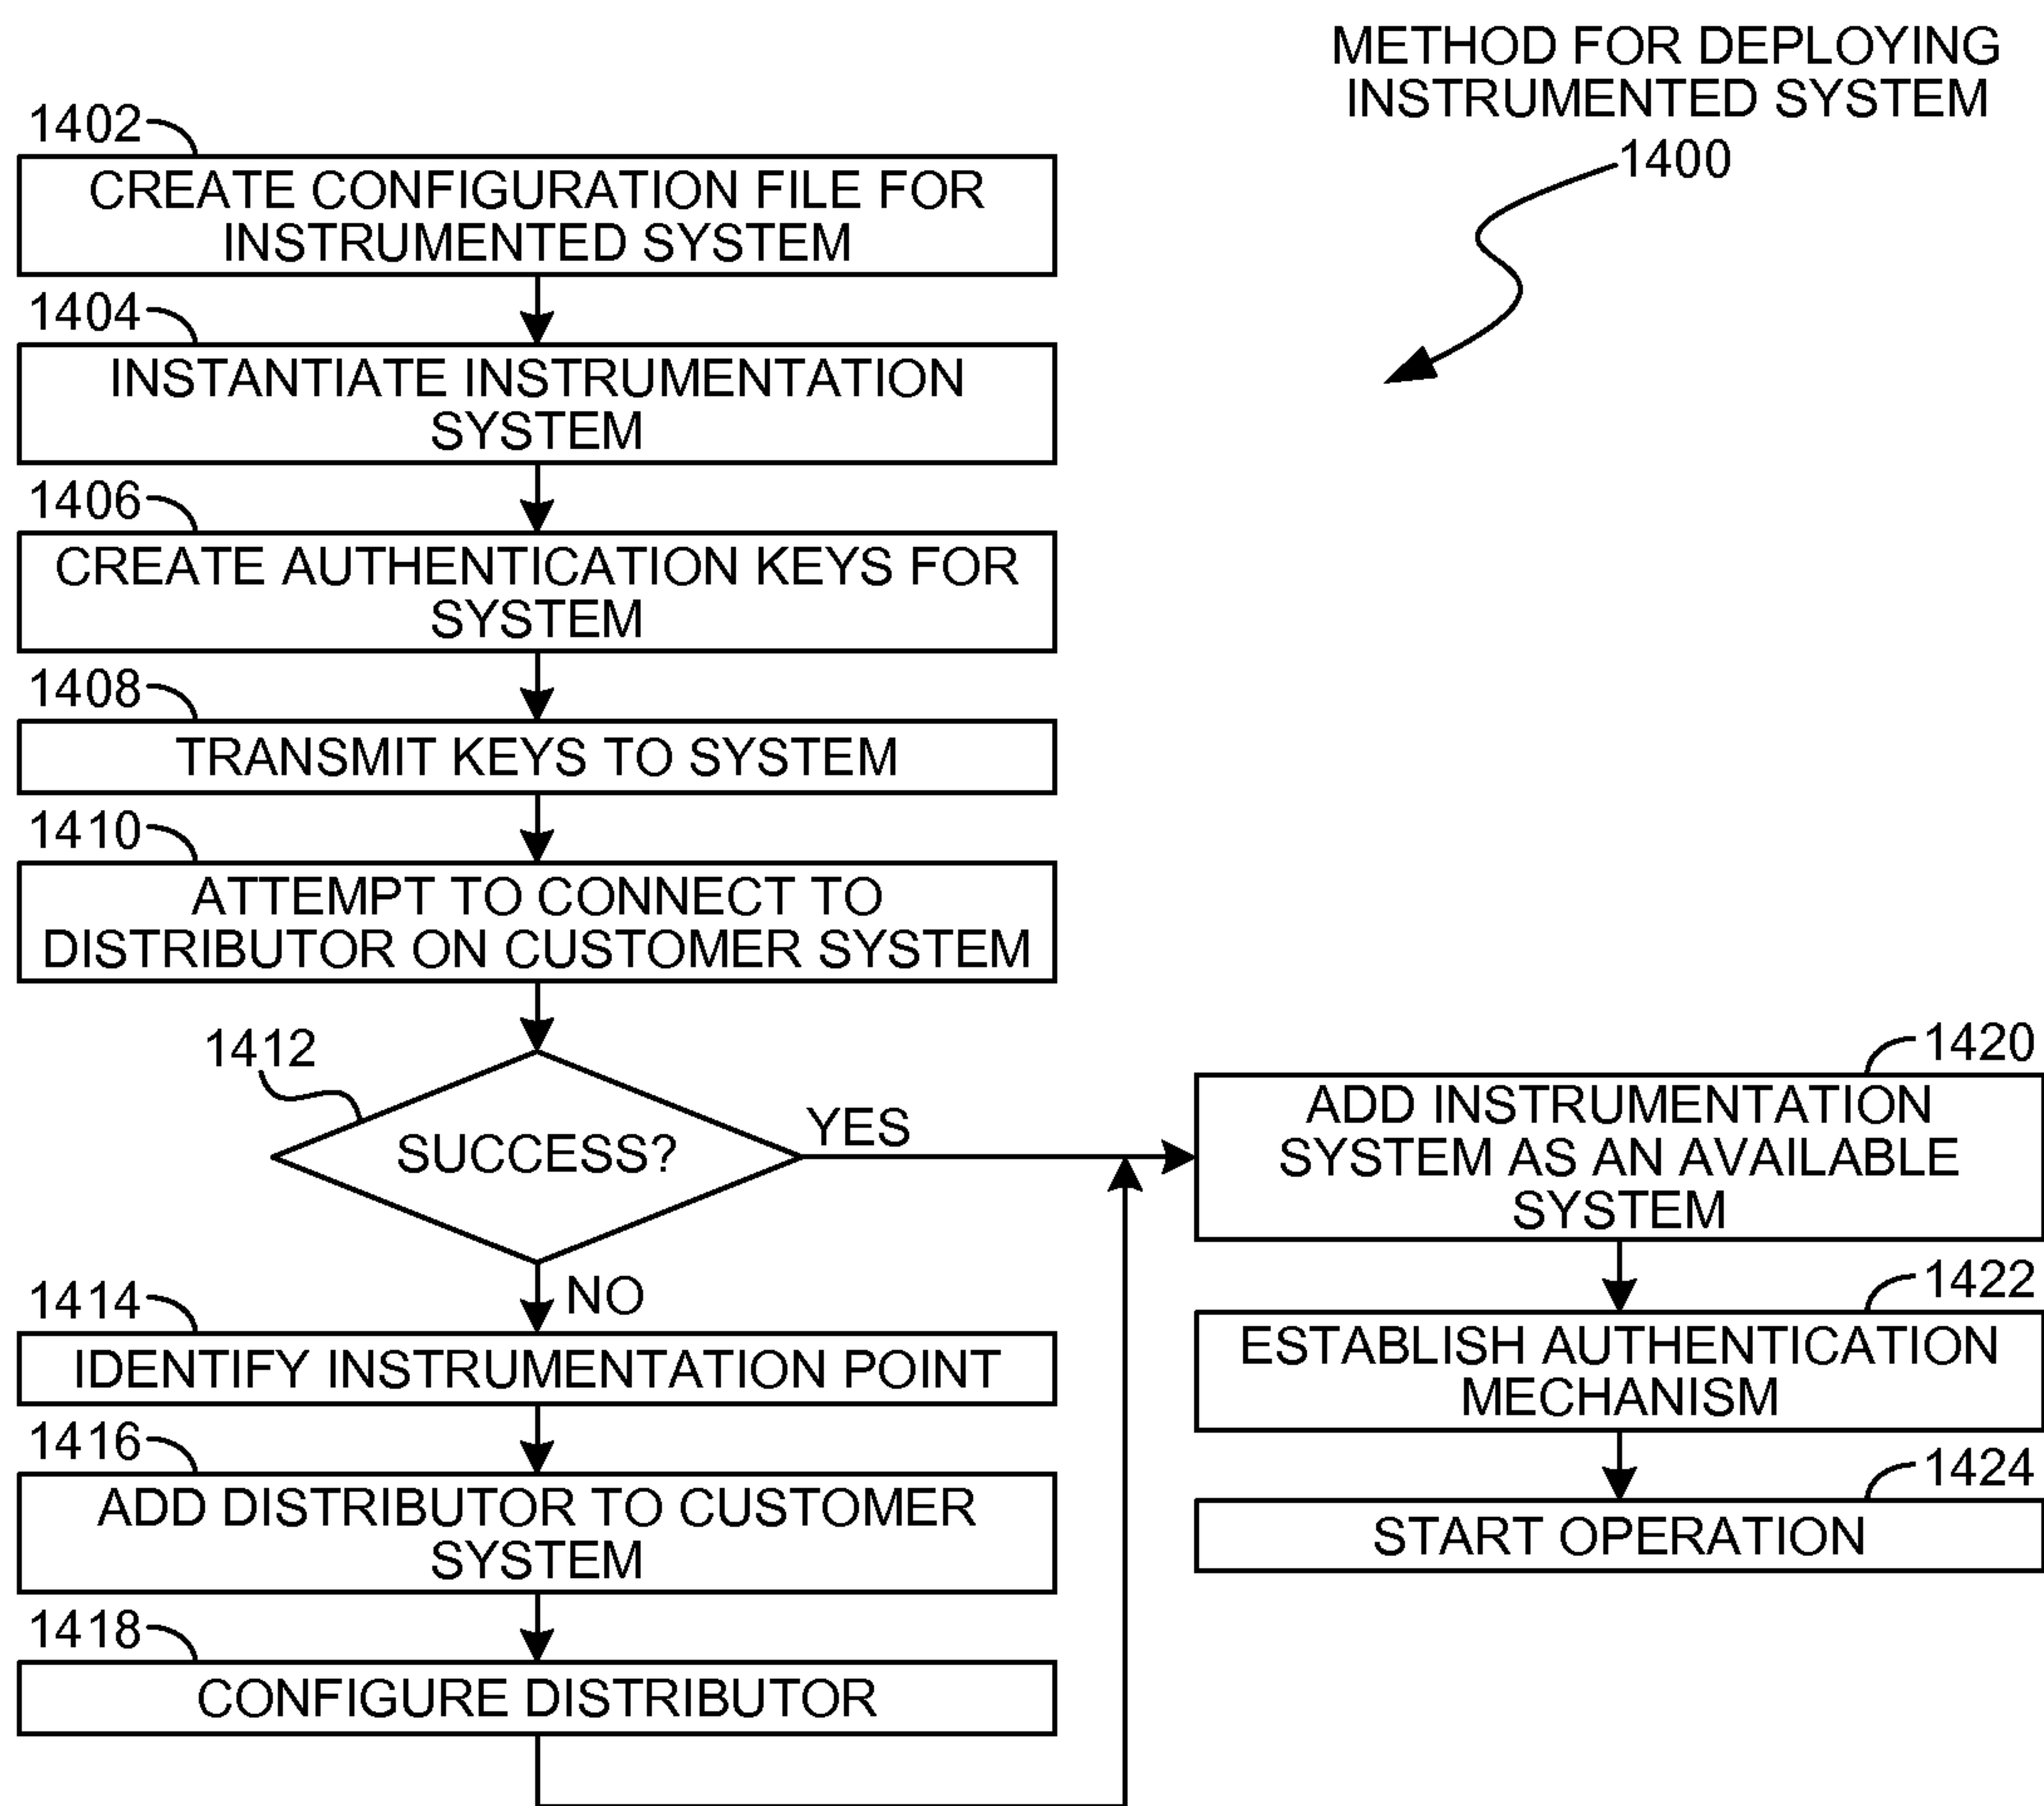 METHOD FOR DEPLOYING
INSTRUMENTED SYSTEM
1400
1402
CREATE CONFIGURATION FILE FOR
INSTRUMENTED SYSTEM
1404
INSTANTIATE INSTRUMENTATION
SYSTEM
1406
CREATE AUTHENTICATION KEYS FOR
SYSTEM
1408
TRANSMIT KEYS TO SYSTEM
1410
ATTEMPT TO CONNECT TO
DISTRIBUTOR ON CUSTOMER SYSTEM
1412
SUCCESS?
YES
NO
1414
IDENTIFY INSTRUMENTATION POINT
1416
ADD DISTRIBUTOR TO CUSTOMER
SYSTEM
1418
CONFIGURE DISTRIBUTOR
1420
ADD INSTRUMENTATION
SYSTEM AS AN AVAILABLE
SYSTEM
1422
ESTABLISH AUTHENTICATION
MECHANISM
1424
START OPERATION